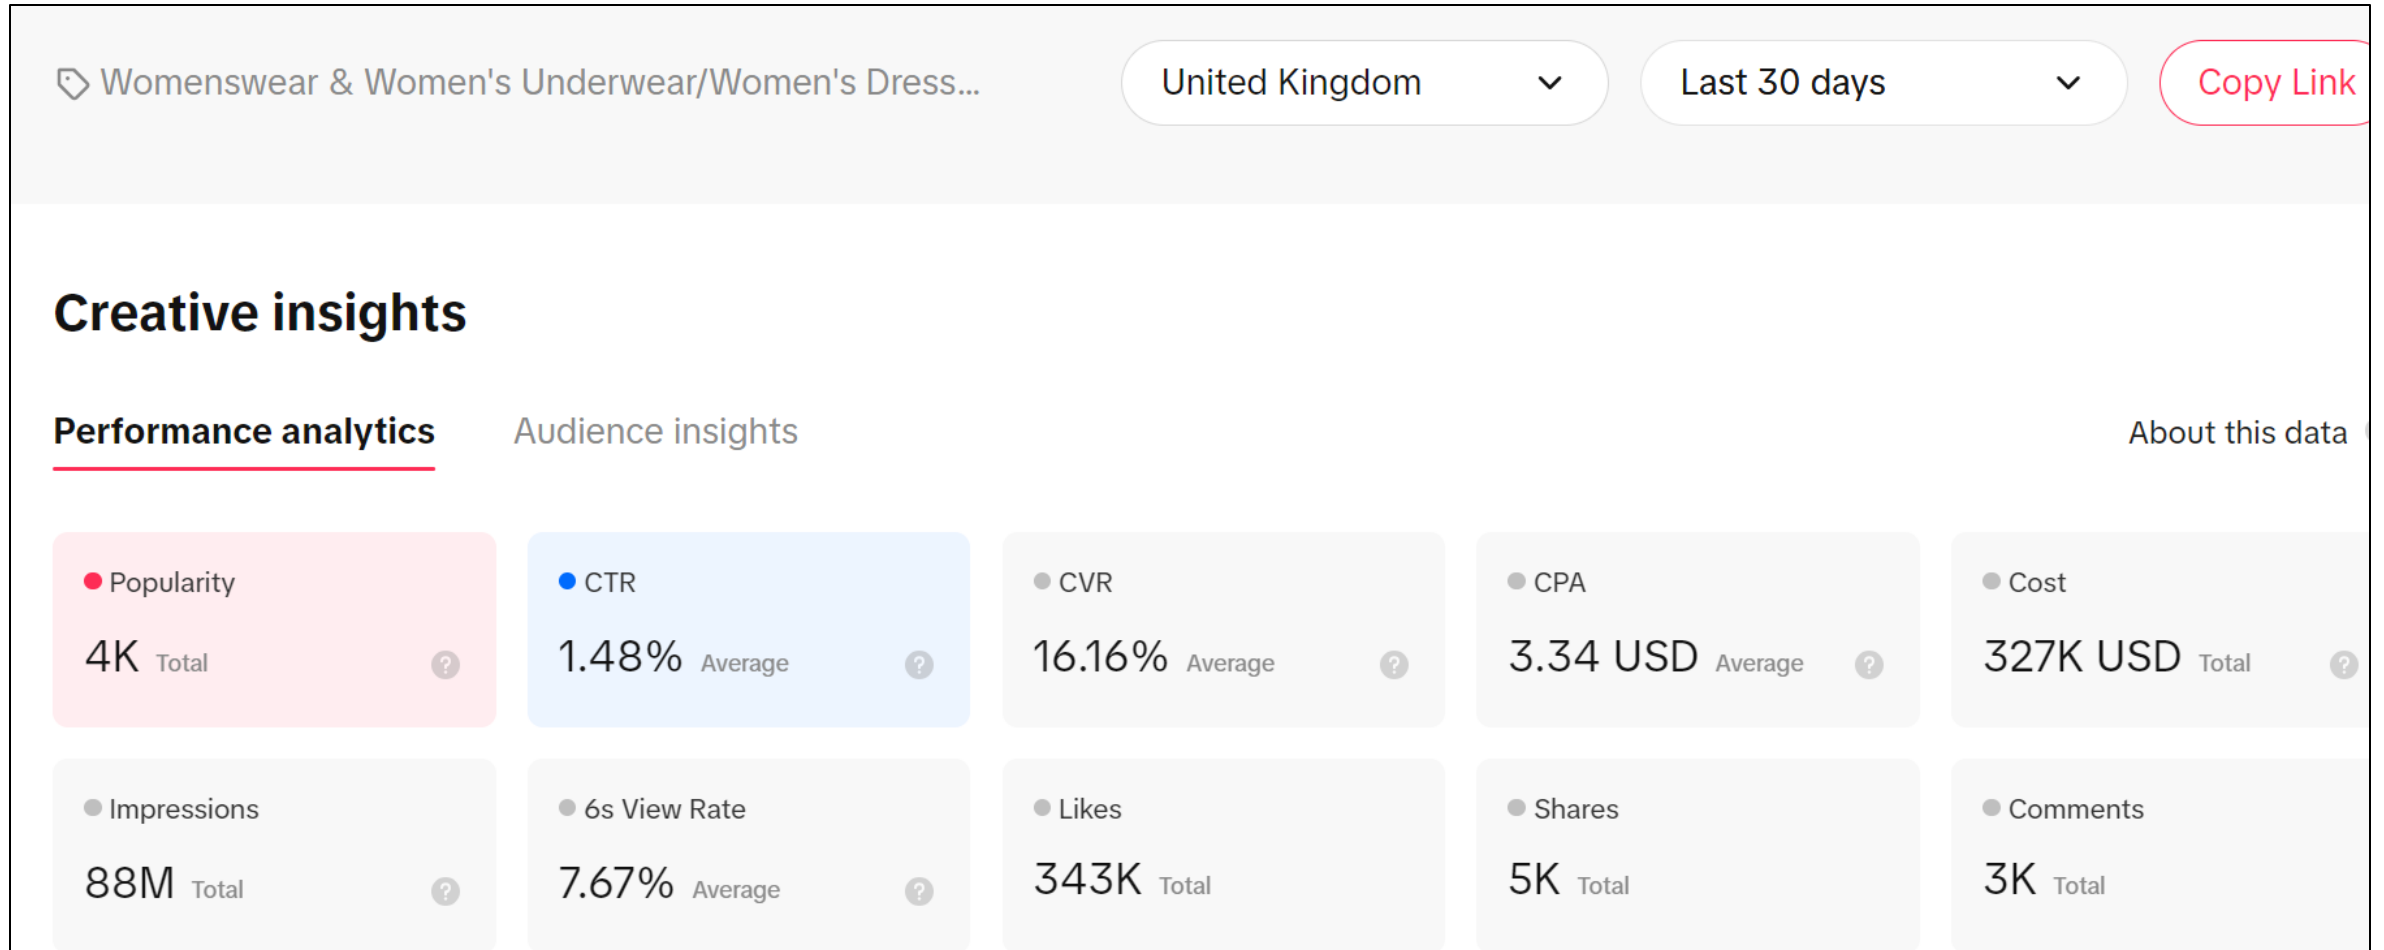 Womenswear & Women's Underwear/Women's Dress...
United Kingdom
Last 30 days
Copy Link
Creative insights
Performance analytics
Audience insights
About this data
Popularity
4K Total
?
CTR
1.48% Average
?
CVR
16.16% Average
?
CPA
3.34 USD Average
?
Cost
327K USD Total
?
Impressions
88M Total
?
6s View Rate
7.67% Average
?
Likes
343K Total
Shares
5K Total
Comments
3K Total